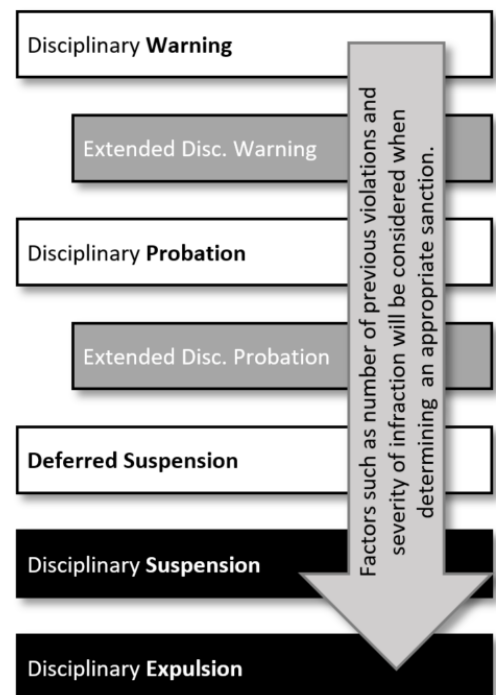 Disciplinary Warning
Extended Disc. Warning
Disciplinary Probation
Extended Disc. Probation
Deferred Suspension
Disciplinary Suspension
Disciplinary Expulsion
Factors such as number of previous violations and
severity of infraction will be considered when
determining an appropriate sanction.